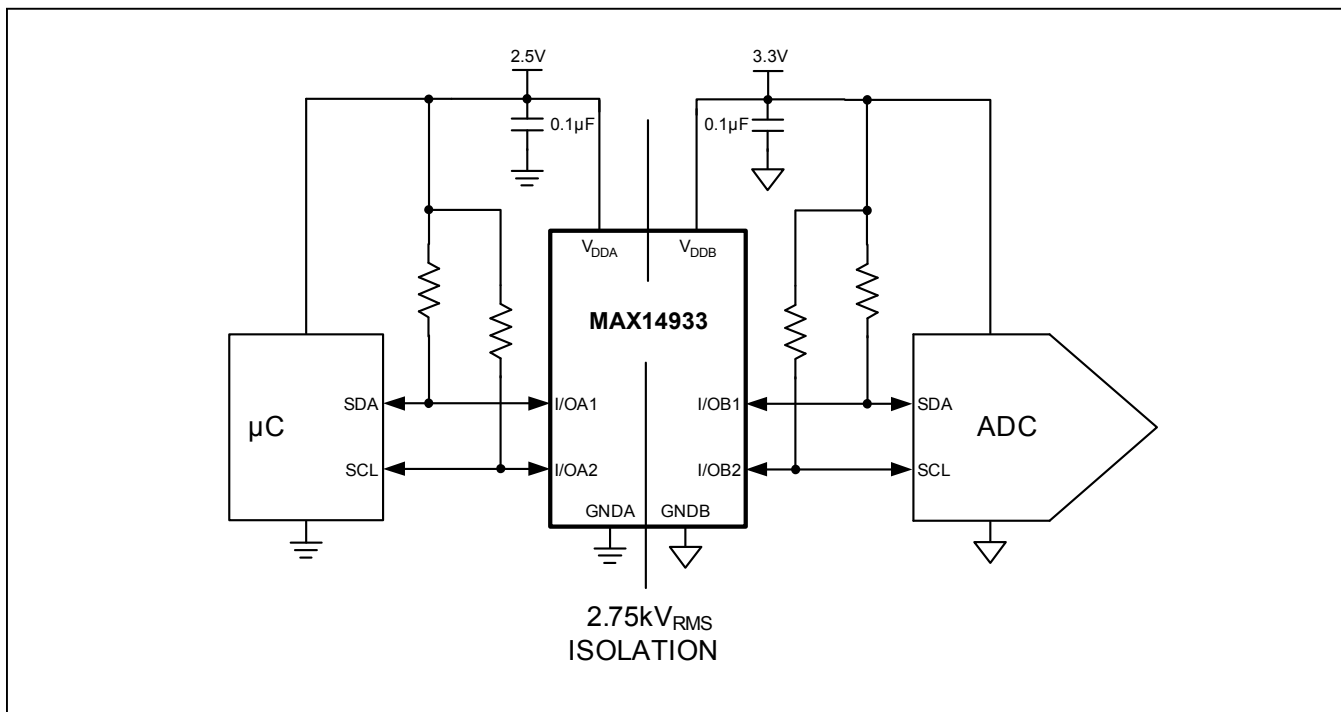 2.5V
3.3V
0.1µF
0.1µF
VDDA
VDDB
MAX14933
SDA
I/OA1
I/OB1
SDA
µC
ADC
SCL
I/OA2
I/OB2
SCL
GNDA
GNDB
2.75kVRMS
ISOLATION